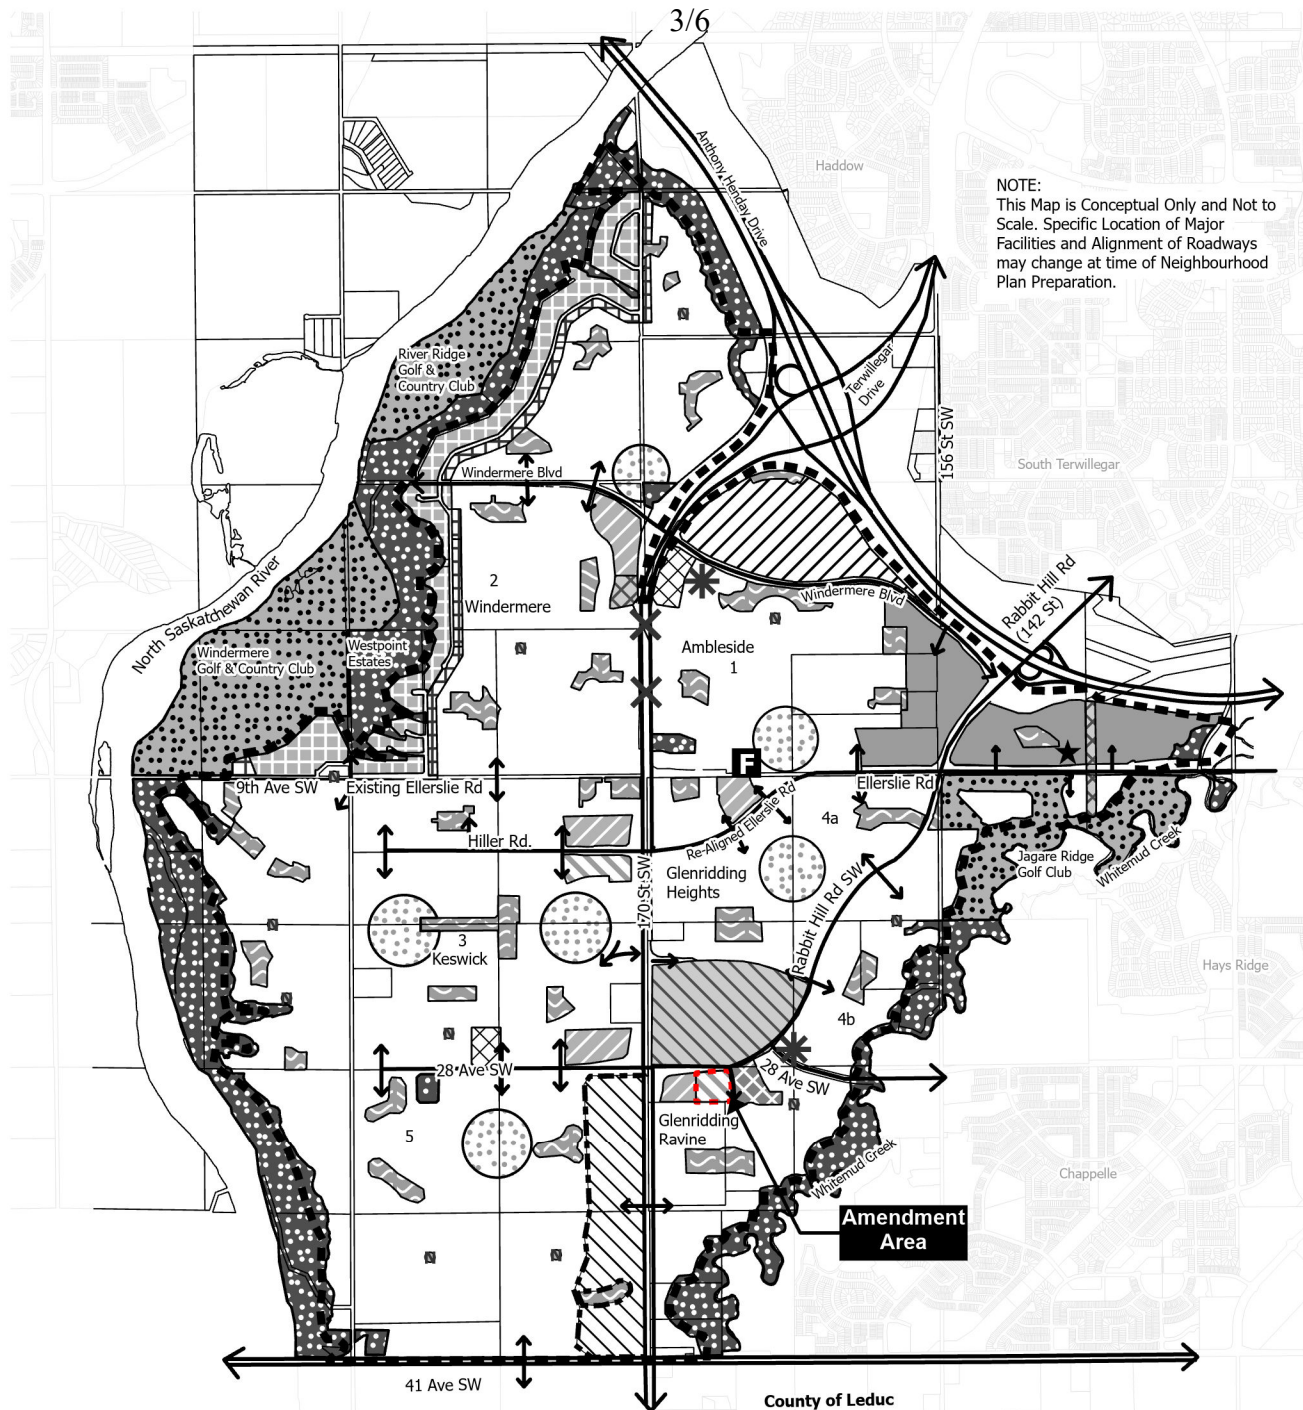 3/6
Anthony Henday Drive
Haddow
NOTE:
This Map is Conceptual Only and Not to
Scale. Specific Location of Major
Facilities and Alignment of Roadways
may change at time of Neighbourhood
Plan Preparation.
River Ridge
Golf &
Country Club
Terwillegar
Drive
156 St SW
South Terwillegar
Windermere Blvd
North Saskatchewan River
2
Windermere
Windermere Blvd
Rabbit Hill Rd
(142 St)
Windermere
Golf & Country Club
Westpoint
Estates
Ambleside
1
F
9th Ave SW
Existing Ellerslie Rd
Ellerslie Rd
Re-Aligned Ellerslie Rd
4a
Hiller Rd.
Glenridding
Heights
Jagare Ridge
Golf Club
Whitemud Creek
170 St SW
Rabbit Hill Rd SW
3
Keswick
Hays Ridge
4b
28 Ave SW
28 Ave SW
Glenridding
Ravine
5
Whitemud Creek
Chappelle
Amendment
Area
41 Ave SW
County of Leduc